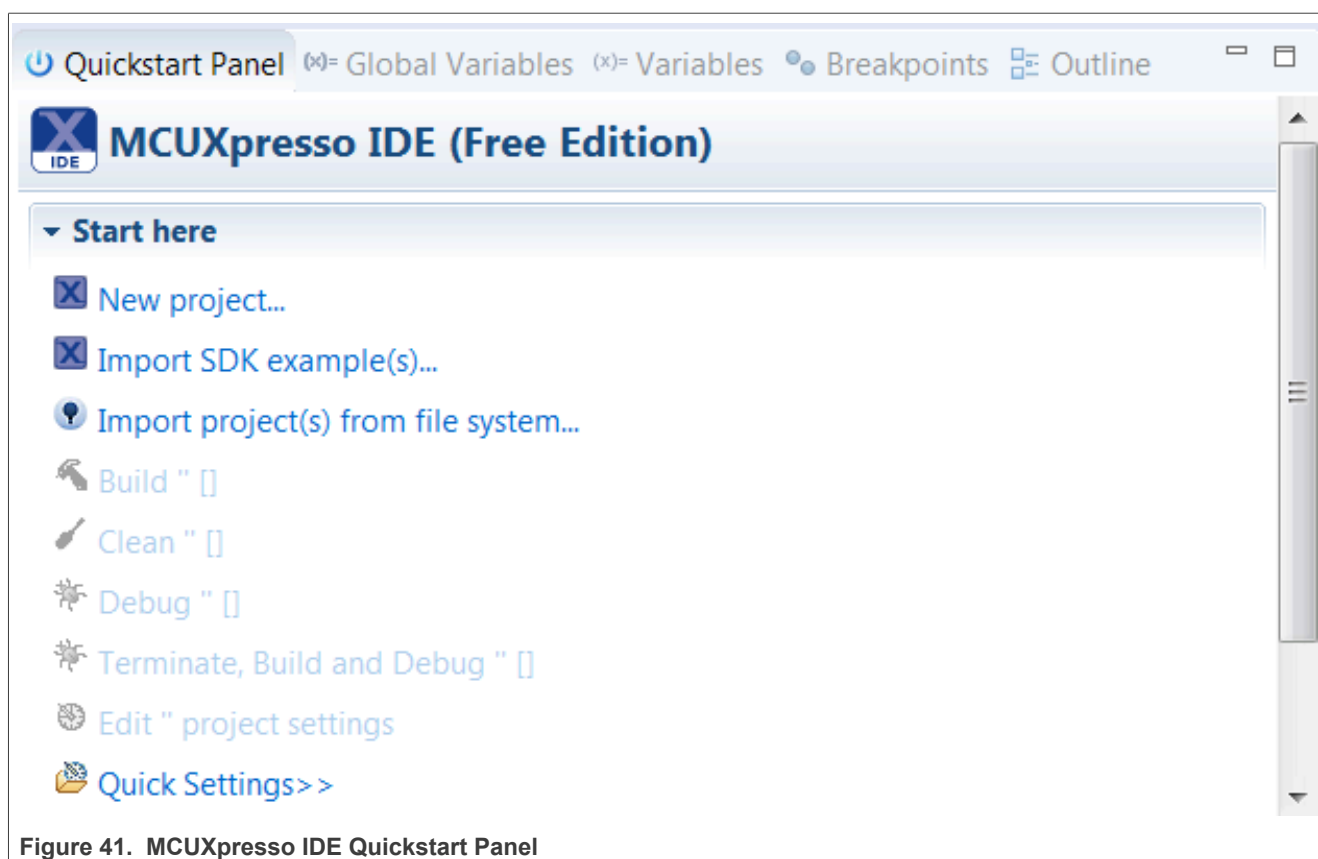 Quickstart Panel (x)= Global Variables (x)= Variables Breakpoints Outline
IDE MCUXpresso IDE (Free Edition)
Start here
New project...
Import SDK example(s)...
Import project(s) from file system...
Build '' []
Clean '' []
Debug '' []
Terminate, Build and Debug '' []
Edit '' project settings
Quick Settings>>
Figure 41. MCUXpresso IDE Quickstart Panel